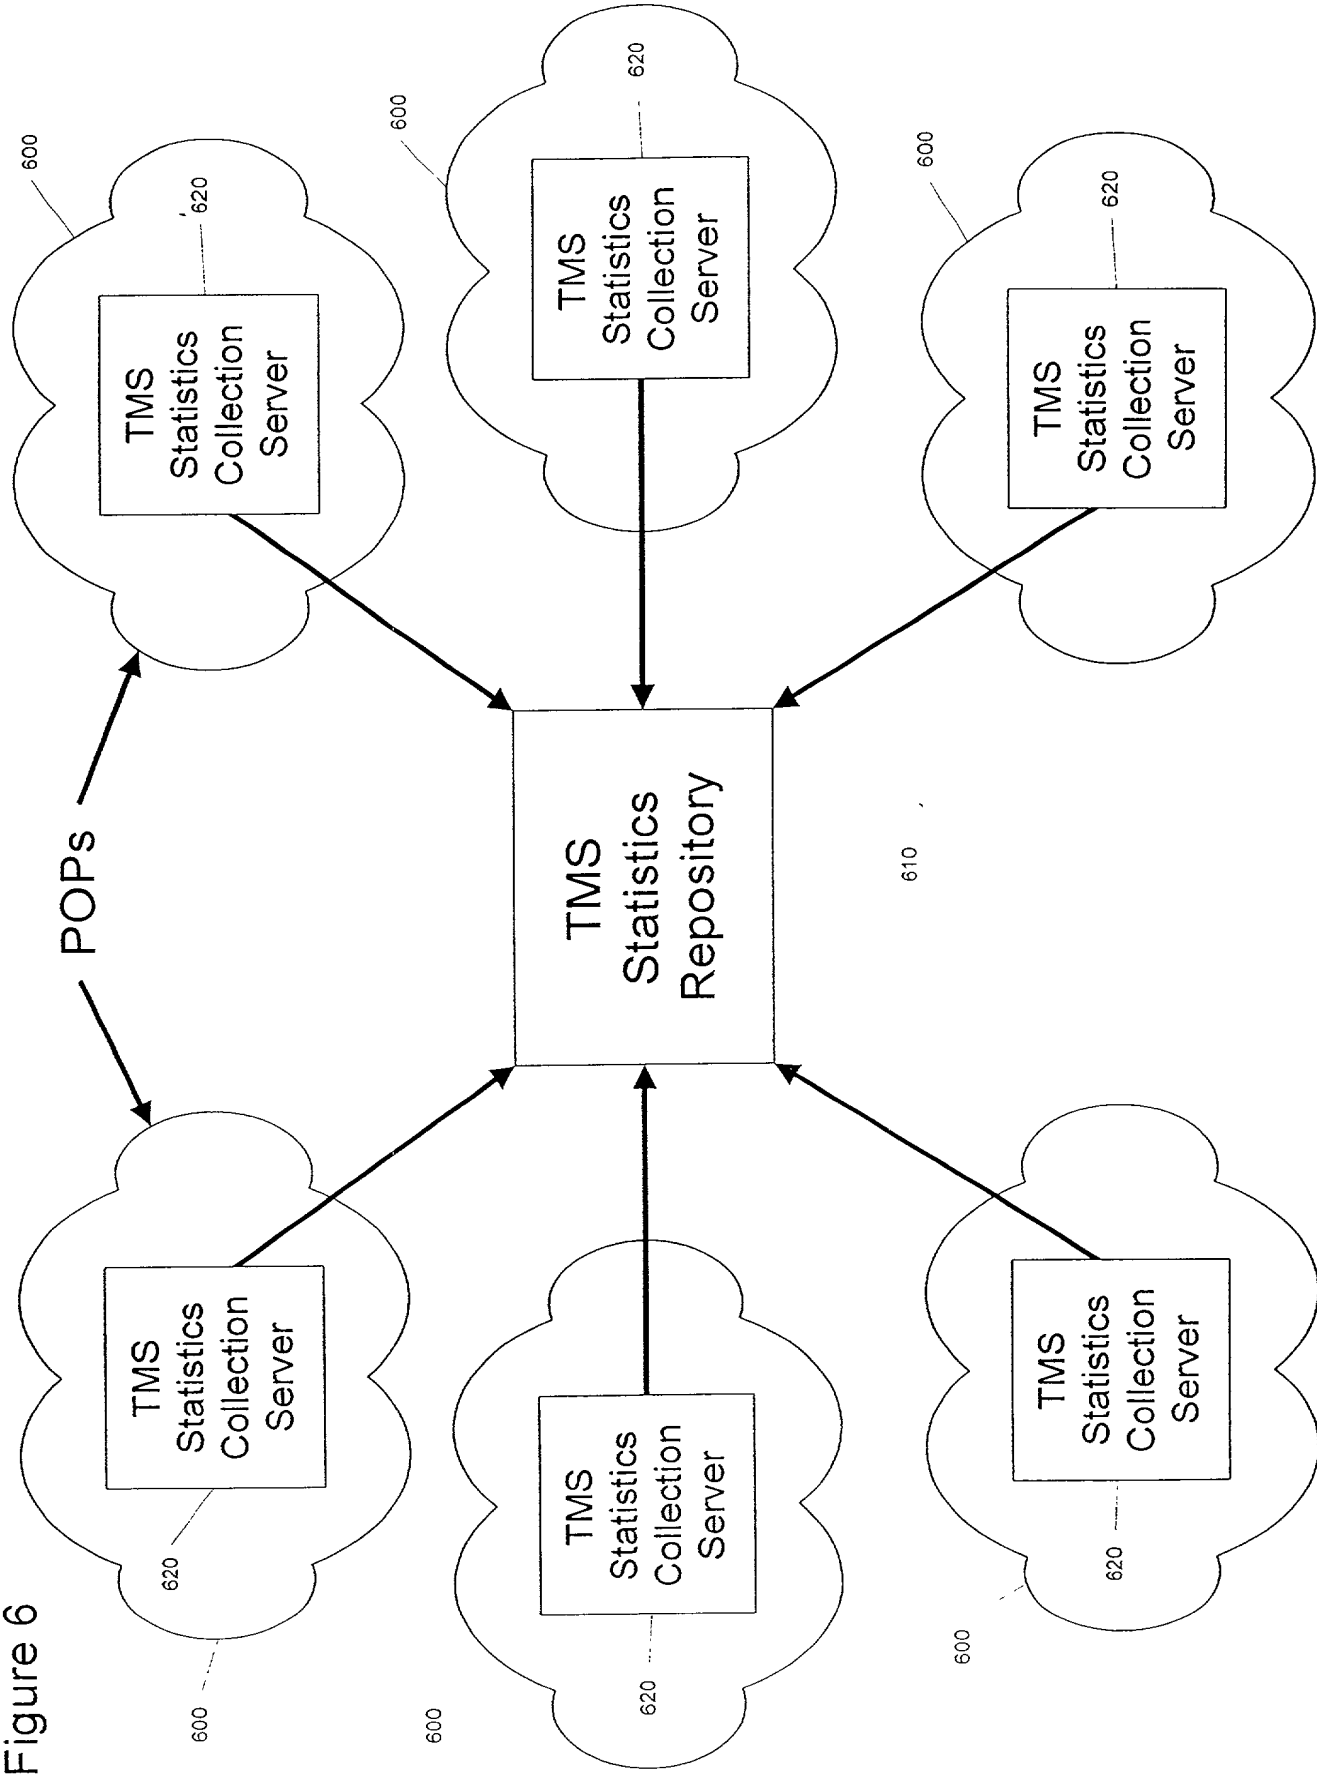 Figure 6
POPs
600
620
TMS
Statistics
Collection
Server
TMS
Statistics
Collection
Server
620
600
600
620
TMS
Statistics
Collection
Server
TMS
Statistics
Repository
TMS
Statistics
Collection
Server
620
600
610
600
620
TMS
Statistics
Collection
Server
TMS
Statistics
Collection
Server
620
600